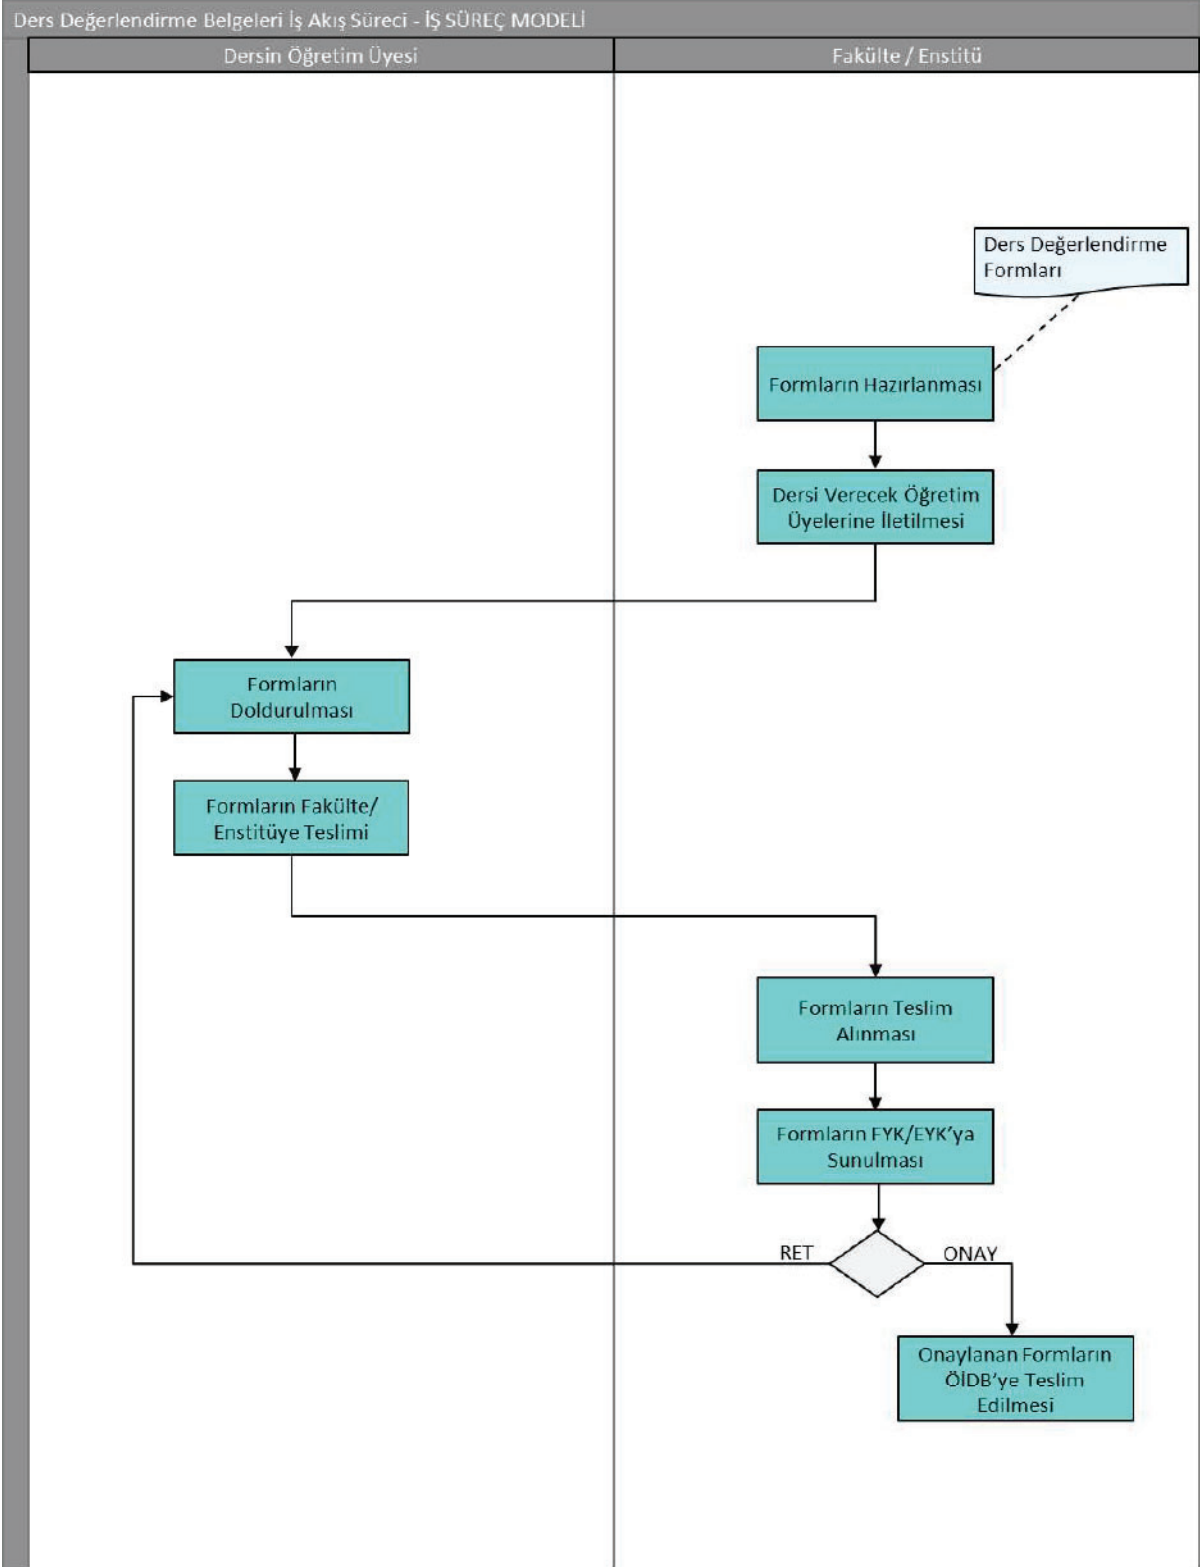 Ders Değerlendirme Belgeleri İş Akış Süreci - İŞ SÜREÇ MODELİ
Dersin Öğretim Üyesi
Fakülte / Enstitü
Ders Değerlendirme
Formları
Formların Hazırlanması
Dersi Verecek Öğretim
Üyelerine İletilmesi
Formların
Doldurulması
Formların Fakülte/
Enstitüye Teslimi
Formların Teslim
Alınması
Formların FYK/EYK'ya
Sunulması
RET
ONAY
Onaylanan Formların
ÖİDB'ye Teslim
Edilmesi